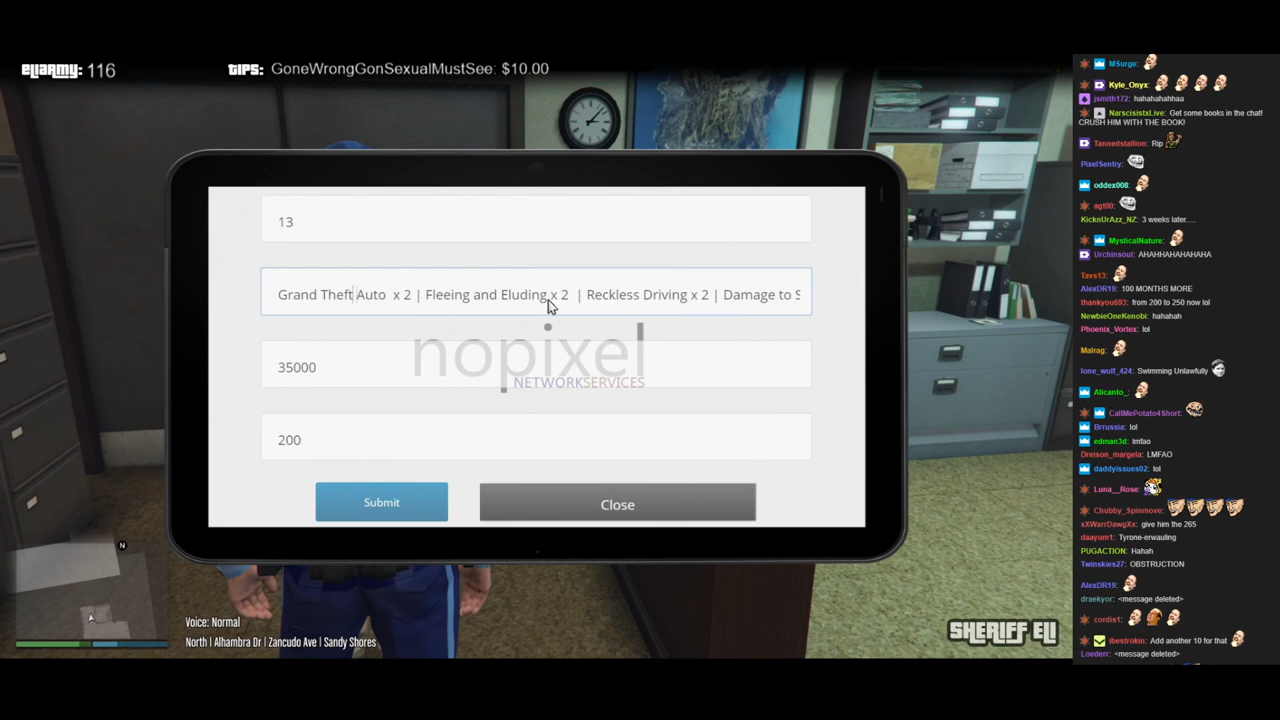 ELIARMY: 116
TIPS: GoneWrongGonSexualMustSee: $10.00
13
Grand Theft Auto x 2 | Fleeing and Eluding x 2 | Reckless Driving x 2 | Damage to S
nopixel
NETWORKSERVICES
35000
200
Submit
Close
N
Voice: Normal
North | Alhambra Dr | Zancudo Ave | Sandy Shores
SHERIFF ELI
MSurge:
Kyle_Onyx:
jsmith172: hahahahahhaa
NarscisistxLive: Get some books in the chat!
CRUSH HIM WITH THE BOOK!
Tannedstallion: Rip
PixelSentry:
oddex008:
agt00:
KicknUrAzz_NZ: 3 weeks later.....
MysticalNature:
Urchinsoul: AHAHHAHAHAHA
Tavs13:
AlexDR19: 100 MONTHS MORE
thankyou693: from 200 to 250 now lol
NewbieOneKenobi: hahahah
Phoenix_Vortex: lol
Malrag:
lone_wulf_424: Swimming Unlawfully
Alicanto_:
CallMePotato4Short:
Brrussia: lol
edman3d: lmfao
Dreison_margela: LMFAO
daddyissues02: lol
Luna__Rose:
Chubby_Spinmove:
xXWarrDawgXx: give him the 265
daayum1: Tyrone-erwauling
PUGACTION: Hahah
Twinskies27: OBSTRUCTION
AlexDR19:
draekyor: <message deleted>
cordis1:
ibestrokin: Add another 10 for that
Loederr: <message deleted>